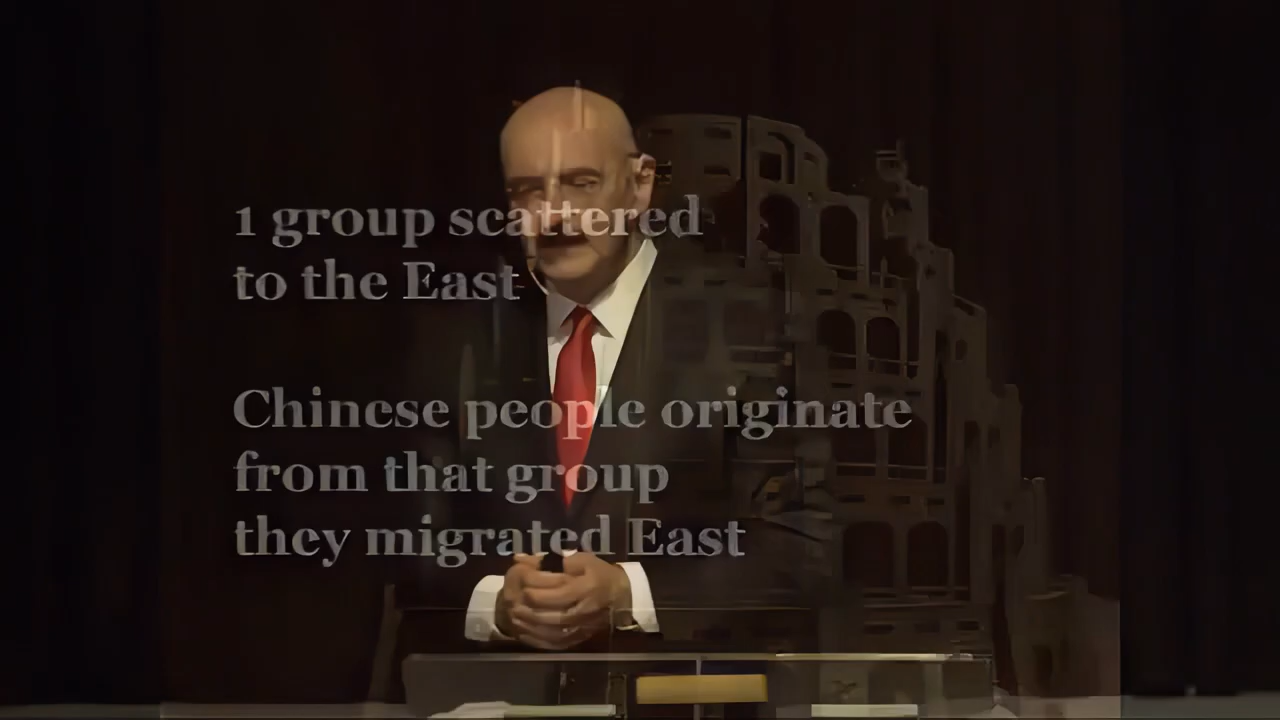 1 group scattered
to the East
Chinese people originate
from that group
they migrated East